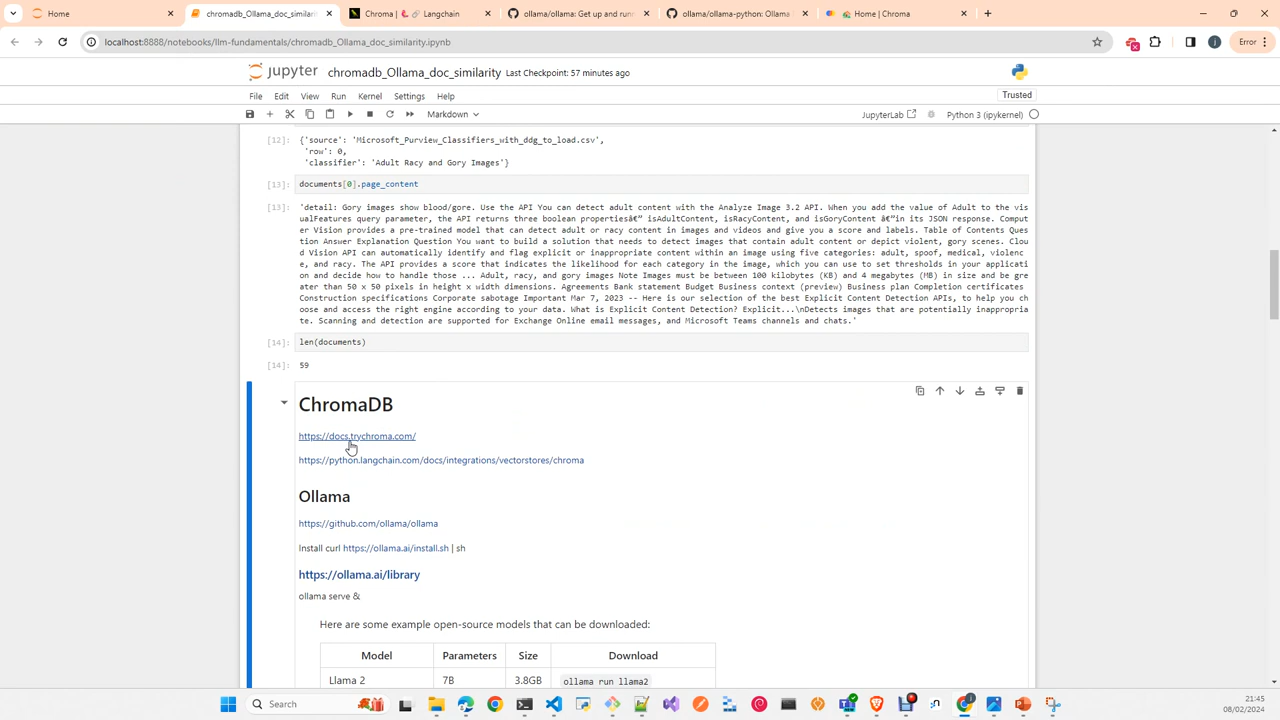 Home
chromadb_Ollama_doc_similarit
Chroma | 🦜️🔗 Langchain
ollama/ollama: Get up and runn
ollama/ollama-python: Ollama
Home | Chroma
localhost:8888/notebooks/llm-fundamentals/chromadb_Ollama_doc_similarity.ipynb
Error
jupyter chromadb_Ollama_doc_similarity Last Checkpoint: 57 minutes ago
File Edit View Run Kernel Settings Help
Trusted
Markdown
JupyterLab
Python 3 (ipykernel)
[12]: {'source': 'Microsoft_Purview_Classifiers_with_ddg_to_load.csv',
'row': 0,
'classifier': 'Adult Racy and Gory Images'}
[13]: documents[0].page_content
[13]: 'detail: Gory images show blood/gore. Use the API You can detect adult content with the Analyze Image 3.2 API. When you add the value of Adult to the vis
ualFeatures query parameter, the API returns three boolean propertiesâ€” isAdultContent, isRacyContent, and isGoryContent â€”in its JSON response. Comput
er Vision provides a pre-trained model that can detect adult or racy content in images and videos and give you a score and labels. Table of Contents Ques
tion Answer Explanation Question You want to build a solution that needs to detect images that contain adult content or depict violent, gory scenes. Clou
d Vision API can automatically identify and flag explicit or inappropriate content within an image using five categories: adult, spoof, medical, violenc
e, and racy. The API provides a score that indicates the likelihood for each category in the image, which you can use to set thresholds in your applicati
on and decide how to handle those ... Adult, racy, and gory images Note Images must be between 100 kilobytes (KB) and 4 megabytes (MB) in size and be gre
ater than 50 x 50 pixels in height x width dimensions. Agreements Bank statement Budget Business context (preview) Business plan Completion certificates
Construction specifications Corporate sabotage Important Mar 7, 2023 -- Here is our selection of the best Explicit Content Detection APIs, to help you ch
oose and access the right engine according to your data. What is Explicit Content Detection? Explicit...\nDetects images that are potentially inappropria
te. Scanning and detection are supported for Exchange Online email messages, and Microsoft Teams channels and chats.'
[14]: len(documents)
[14]: 59
ChromaDB
https://docs.trychroma.com/
https://python.langchain.com/docs/integrations/vectorstores/chroma
Ollama
https://github.com/ollama/ollama
Install curl https://ollama.ai/install.sh | sh
https://ollama.ai/library
ollama serve &
Here are some example open-source models that can be downloaded:
Model Parameters Size Download
Llama 2 7B 3.8GB ollama run llama2
Search
21:45
08/02/2024